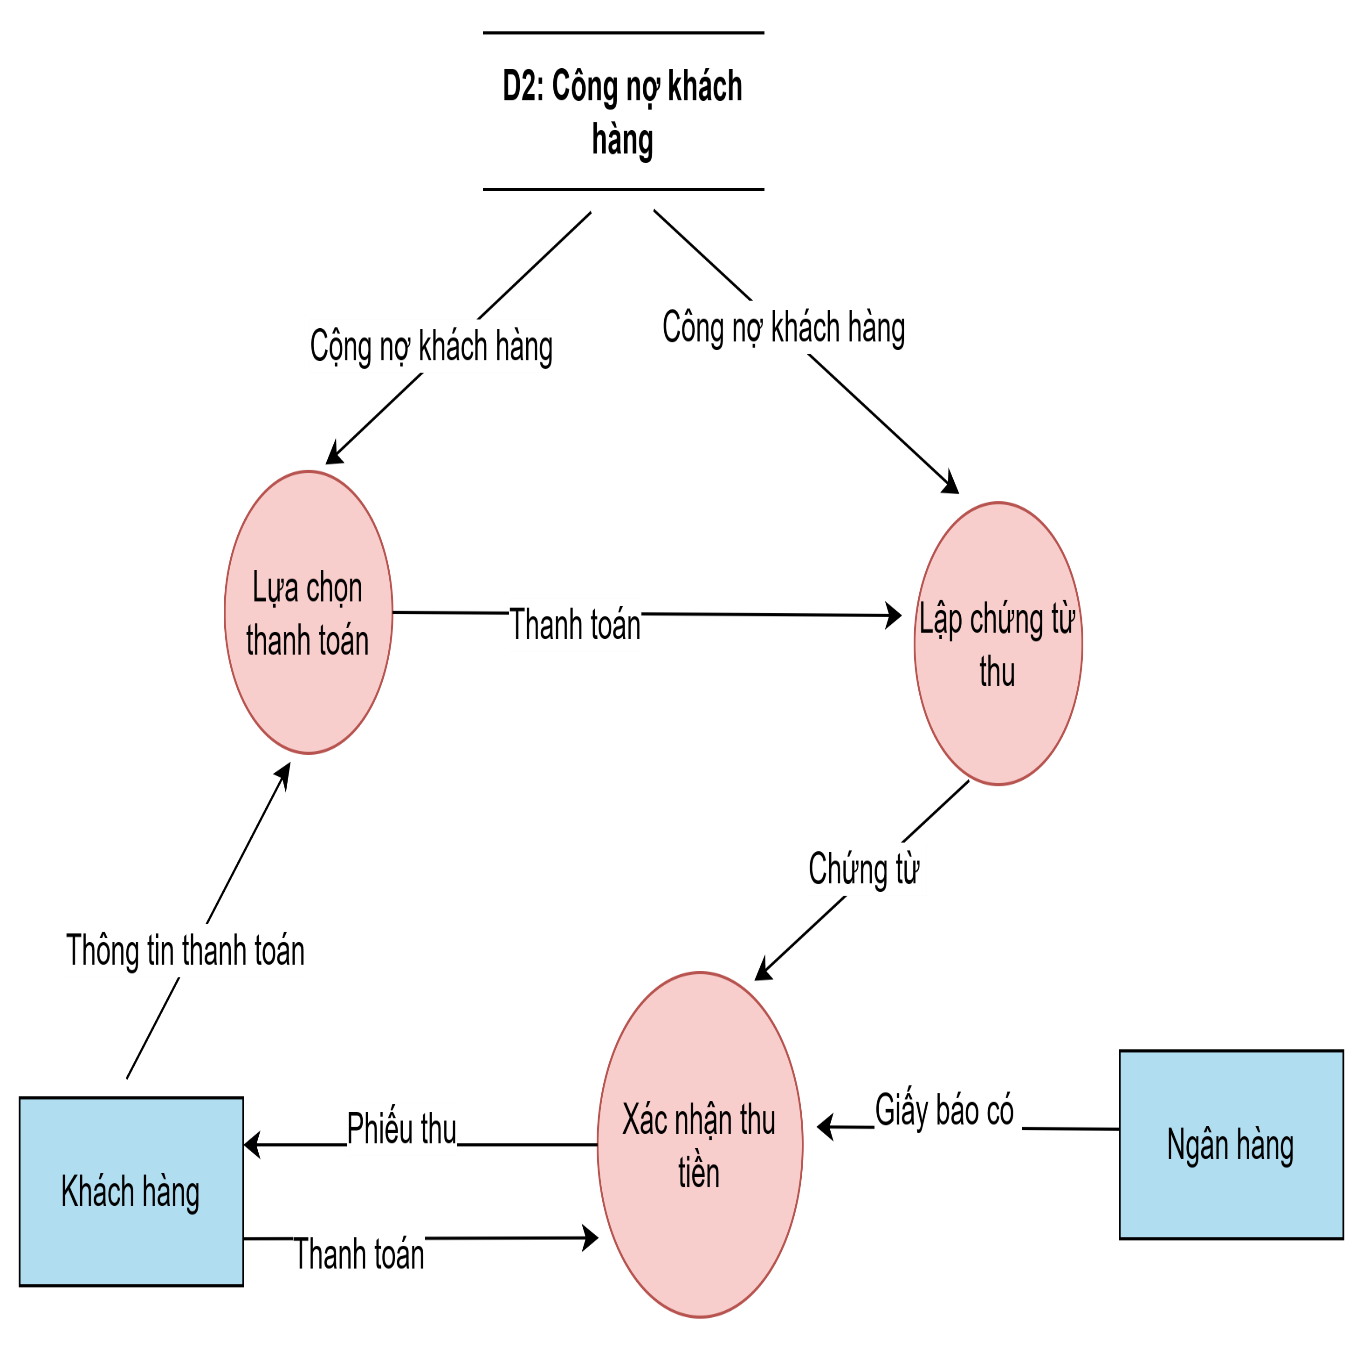 D2: Công nợ khách
hàng
Cộng nợ khách hàng
Công nợ khách hàng
Lựa chọn
thanh toán
Thanh toán
Lập chứng từ
thu
Chứng từ
Thông tin thanh toán
Phiếu thu
Khách hàng
Thanh toán
Xác nhận thu
tiền
Giấy báo có
Ngân hàng